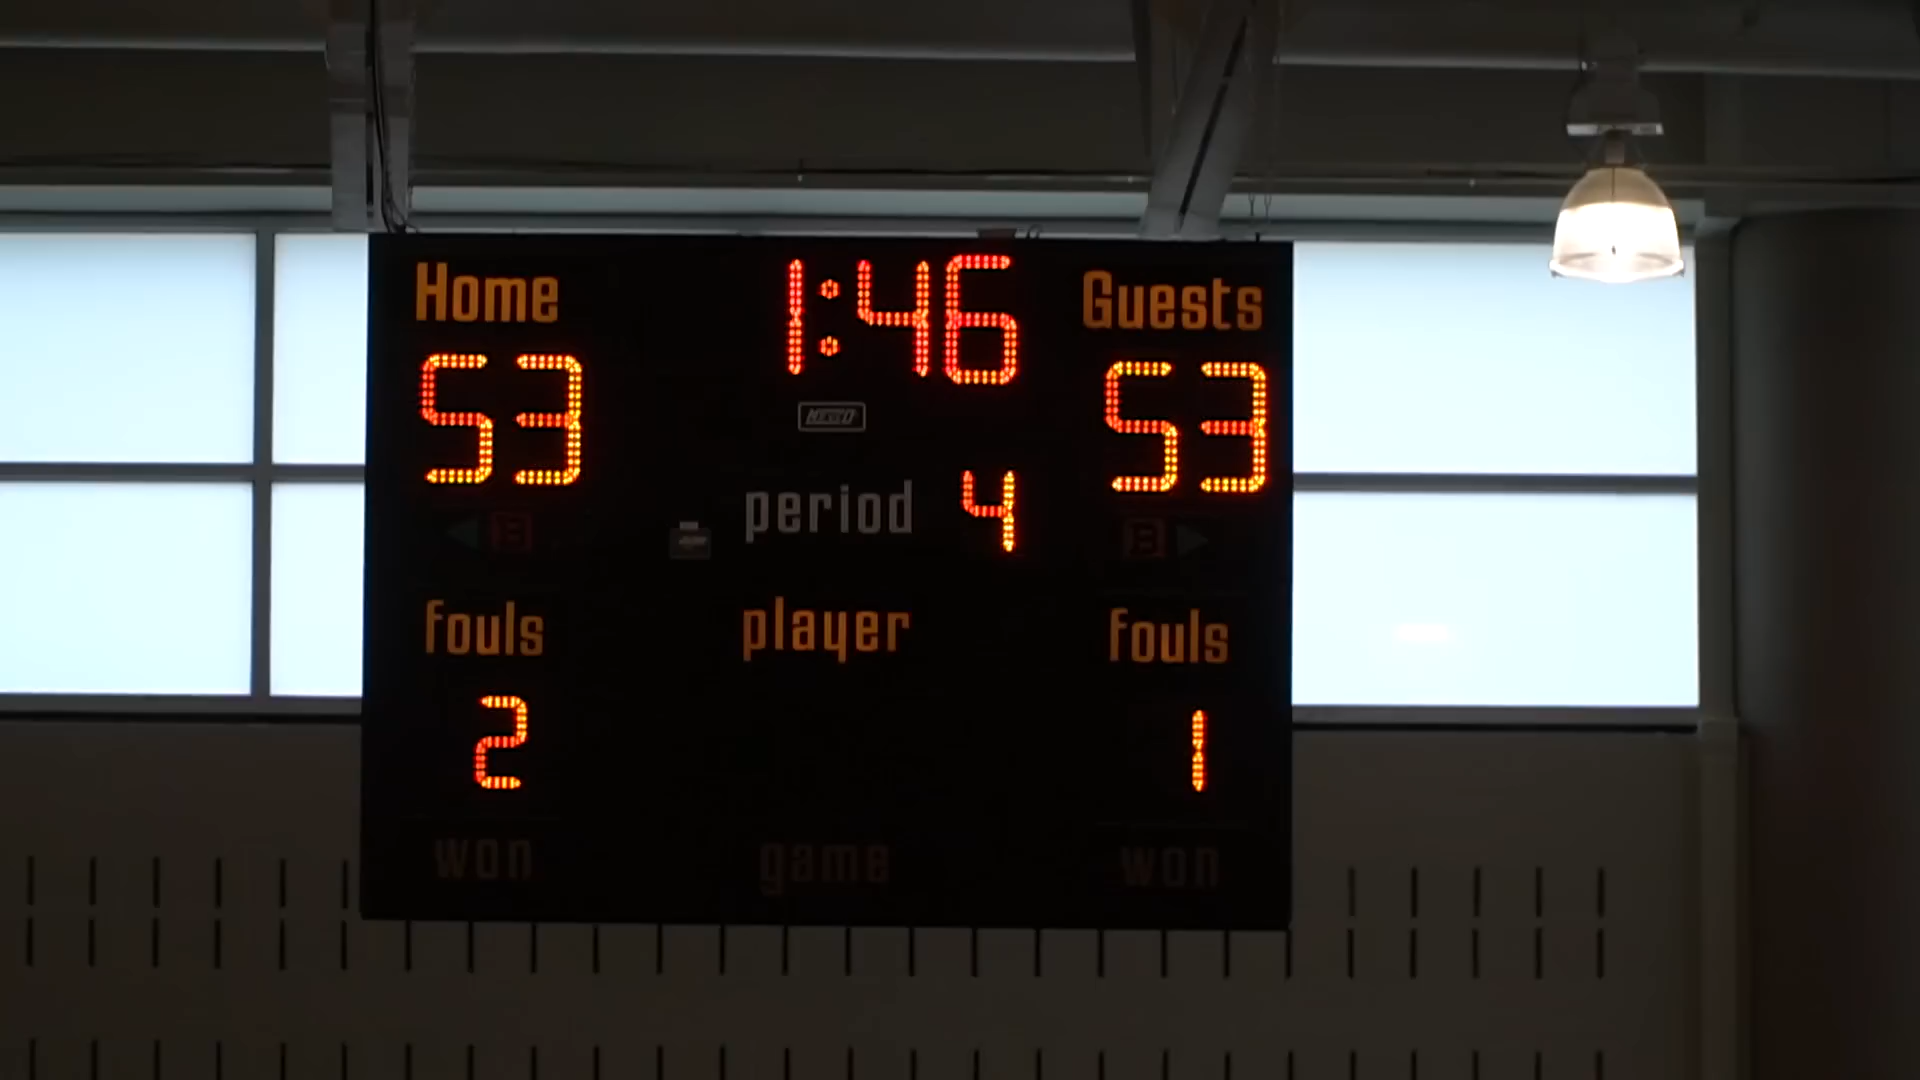 Home 1:46 Guests
53 53
period 4
fouls player fouls
2 1
won game won